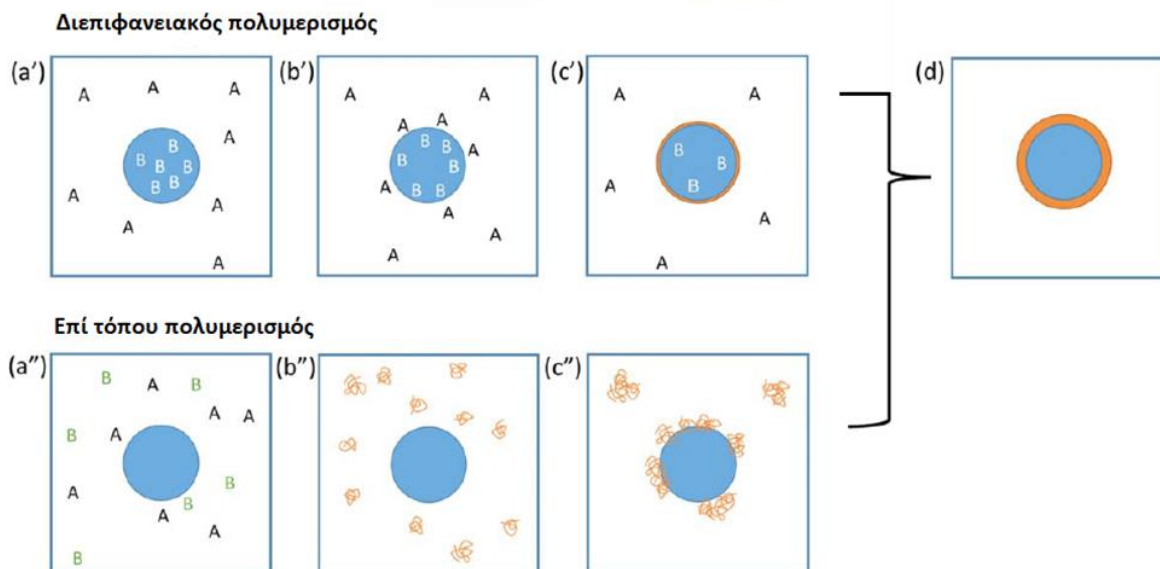 Διεπιφανειακός πολυμερισμός
(a') (b') (c') (d)
A A A
A
B
B B B
B B
A A
A
A
A A
A A
B B
B B A
A B B
A
A
A
A A
B B
B
A A
A
Επί τόπου πολυμερισμός
(a'') (b'') (c'')
B A B
A A
B A
A B
B
A A
B